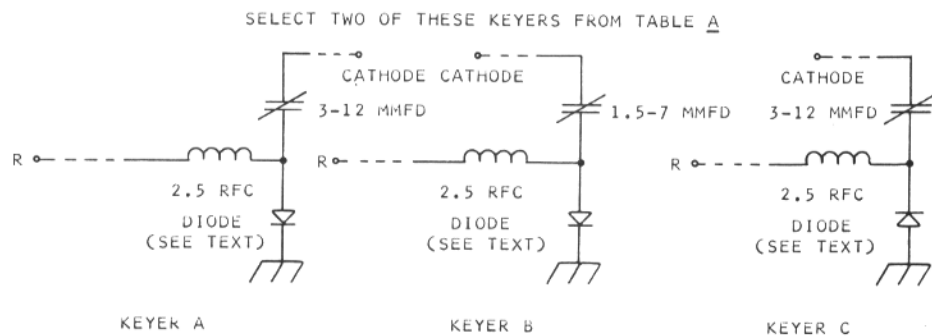 SELECT TWO OF THESE KEYERS FROM TABLE A
CATHODE CATHODE CATHODE
3-12 MMFD 1.5-7 MMFD 3-12 MMFD
R R R
2.5 RFC 2.5 RFC 2.5 RFC
DIODE DIODE DIODE
(SEE TEXT) (SEE TEXT) (SEE TEXT)
KEYER A KEYER B KEYER C